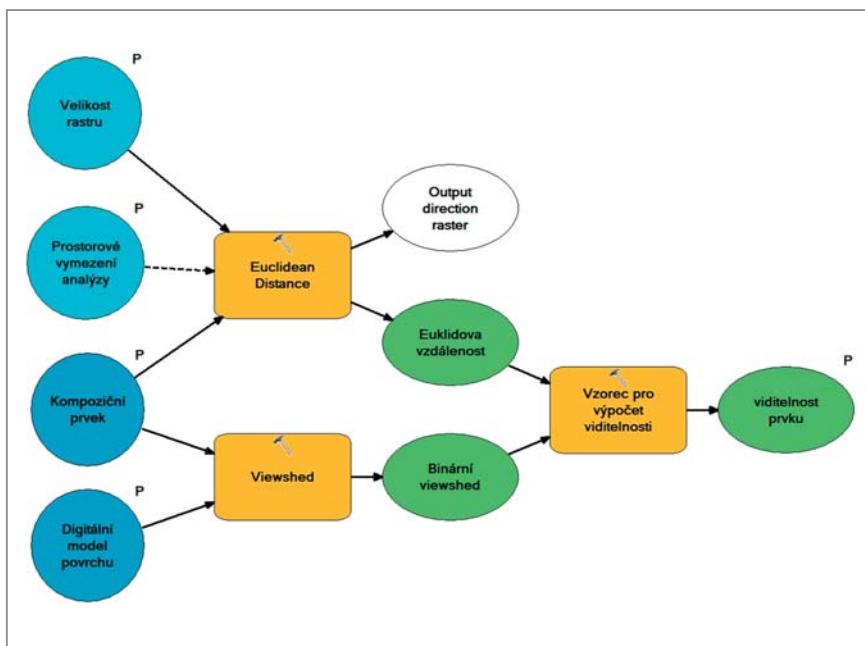 P
Velikost
rastru
P
Prostorové
vymezení
analýzy
P
Kompoziční
prvek
P
Digitální
model
povrchu
Euclidean
Distance
Viewshed
Output
direction
raster
Euklidova
vzdálenost
Binární
viewshed
Vzorec pro
výpočet
viditelnosti
P
viditelnost
prvku